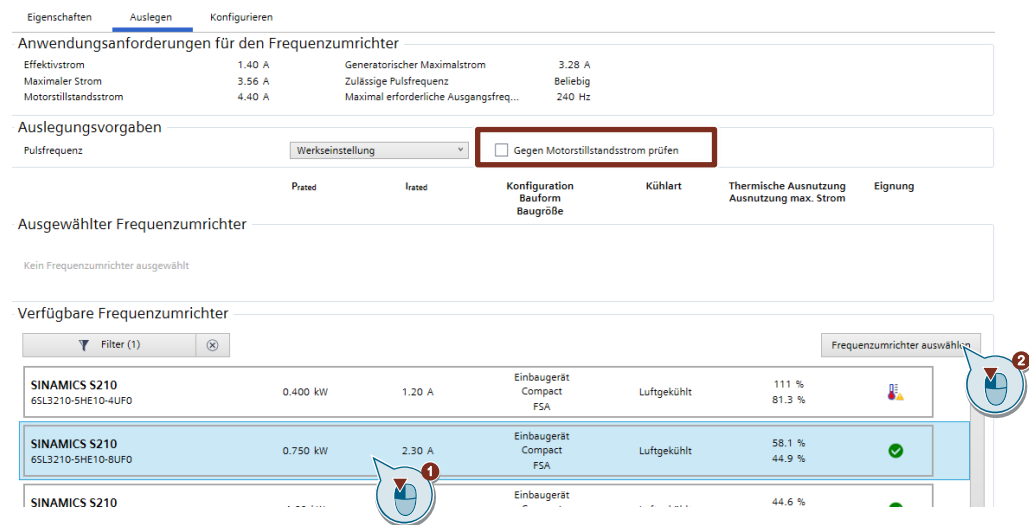 Eigenschaften Auslegen Konfigurieren
Anwendungsanforderungen für den Frequenzumrichter
Effektivstrom 1.40 A Generatorischer Maximalstrom 3.28 A
Maximaler Strom 3.56 A Zulässige Pulsfrequenz Beliebig
Motorstillstandsstrom 4.40 A Maximal erforderliche Ausgangsfreq... 240 Hz
Auslegungsvorgaben
Pulsfrequenz Werkseinstellung Gegen Motorstillstandsstrom prüfen
Prated Irated Konfiguration Kühlart Thermische Ausnutzung Eignung
Bauform Ausnutzung max. Strom
Baugröße
Ausgewählter Frequenzumrichter
Kein Frequenzumrichter ausgewählt
Verfügbare Frequenzumrichter
Filter (1) Frequenzumrichter auswählen
2
SINAMICS S210 0.400 kW 1.20 A Einbaugerät Luftgekühlt 111 %
6SL3210-5HE10-4UF0 Compact 81.3 %
FSA
SINAMICS S210 0.750 kW 2.30 A Einbaugerät Luftgekühlt 58.1 %
6SL3210-5HE10-8UF0 Compact 44.9 %
FSA
1
SINAMICS S210 Einbaugerät 44.6 %